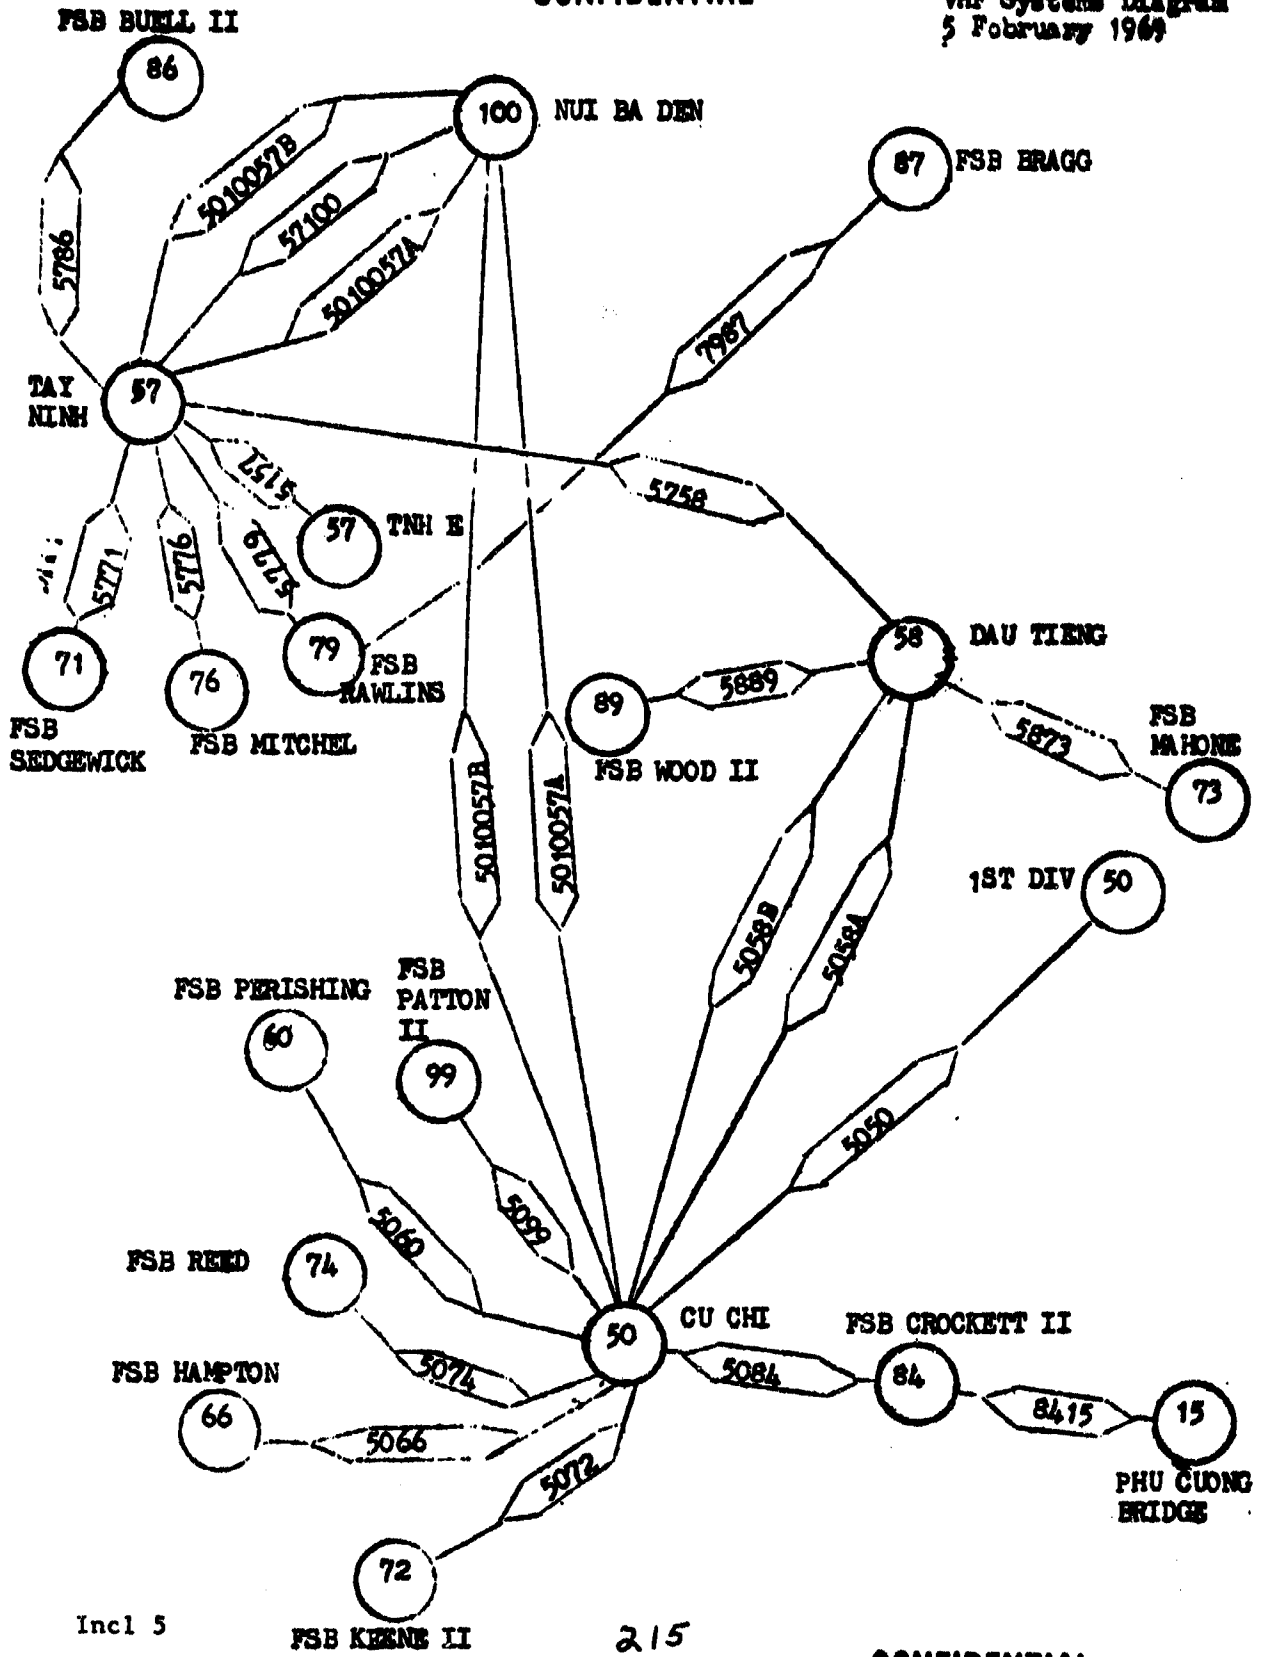 CONFIDENTIAL
VHF Systems Diagram
5 February 1969
FSB BUELL II
86
100
NUI BA DEN
87
FSB BRAGG
5010057B
57100
5010057A
5786
7987
TAY
NINH
57
5758
5157
57
TNH E
5771
5776
5779
71
76
79
FSB
RAWLINS
FSB
SEDGEWICK
FSB MITCHEL
58
DAU TIENG
5889
89
FSB WOOD II
5873
FSB
MAHONE
73
5010057B
5010057A
1ST DIV
50
5058B
5058A
FSB PERISHING
60
FSB
PATTON
II
99
5050
5060
5099
FSB REED
74
50
CU CHI
FSB CROCKETT II
5074
5084
84
8415
15
PHU CUONG
BRIDGE
FSB HAMPTON
66
5066
5072
72
FSB KEENE II
Incl 5
215
CONFIDENTIAL